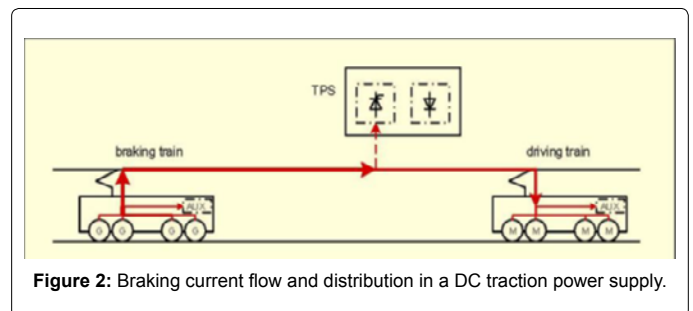 TPS
braking train
driving train
AUX
AUX
G G G G
M M M M
Figure 2: Braking current flow and distribution in a DC traction power supply.